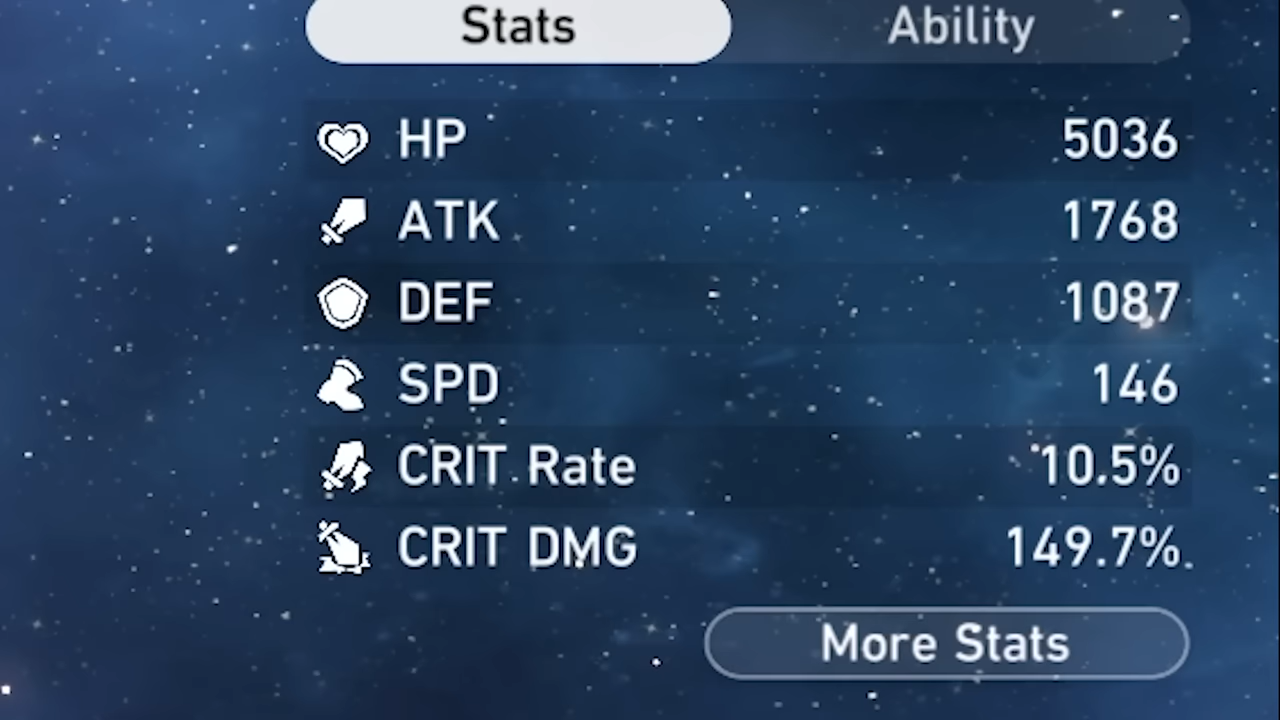 Stats Ability
HP 5036
ATK 1768
DEF 1087
SPD 146
CRIT Rate 10.5%
CRIT DMG 149.7%
More Stats